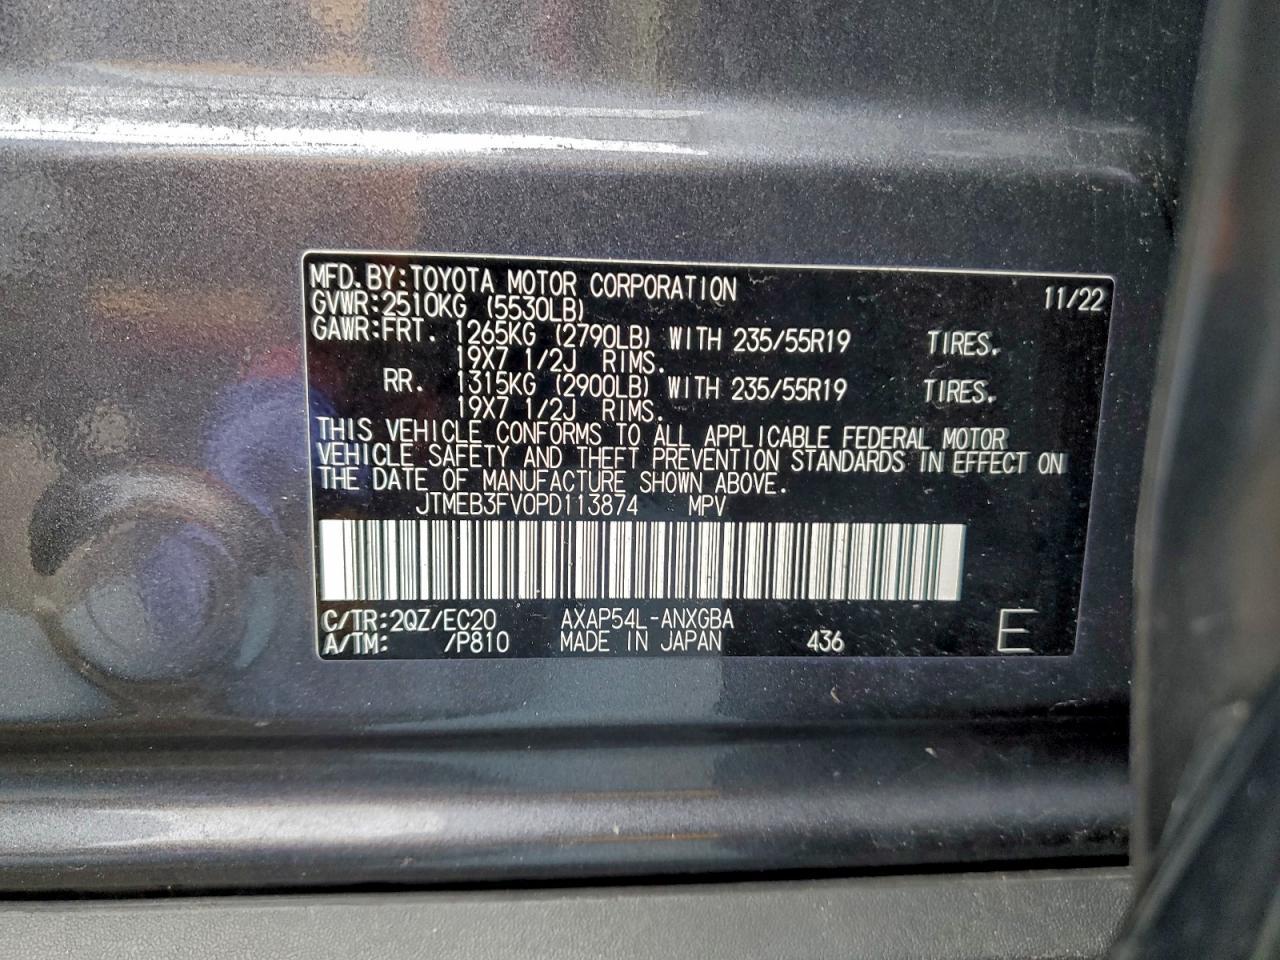 MFD. BY: TOYOTA MOTOR CORPORATION 11/22
GVWR: 2510KG (5530LB)
GAWR: FRT. 1265KG (2790LB) WITH 235/55R19 TIRES.
19X7 1/2J RIMS.
RR. 1315KG (2900LB) WITH 235/55R19 TIRES.
19X7 1/2J RIMS.
THIS VEHICLE CONFORMS TO ALL APPLICABLE FEDERAL MOTOR
VEHICLE SAFETY AND THEFT PREVENTION STANDARDS IN EFFECT ON
THE DATE OF MANUFACTURE SHOWN ABOVE.
JTMEB3FV0PD113874 MPV
C/TR: 2QZ/EC20 AXAP54L-ANXGBA
A/TM: /P810 MADE IN JAPAN 436 E